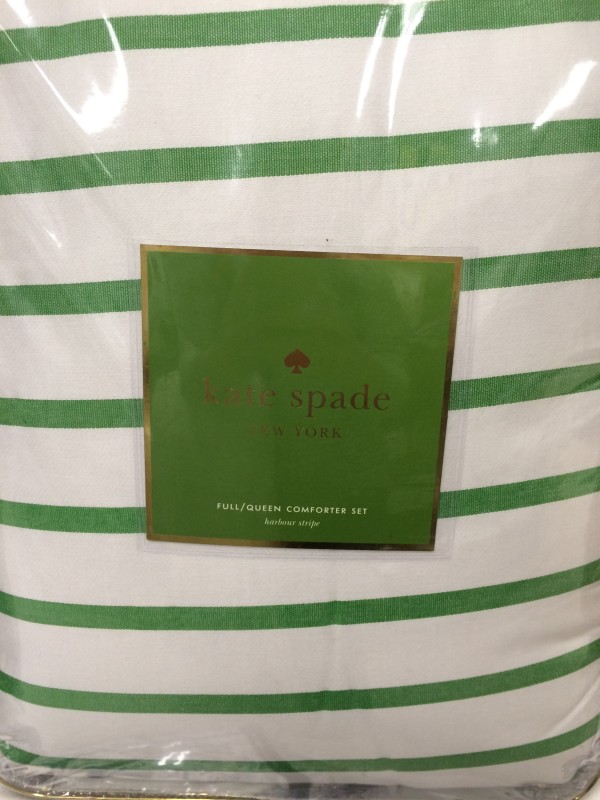 kate spade
NEW YORK
FULL/QUEEN COMFORTER SET
harbour stripe